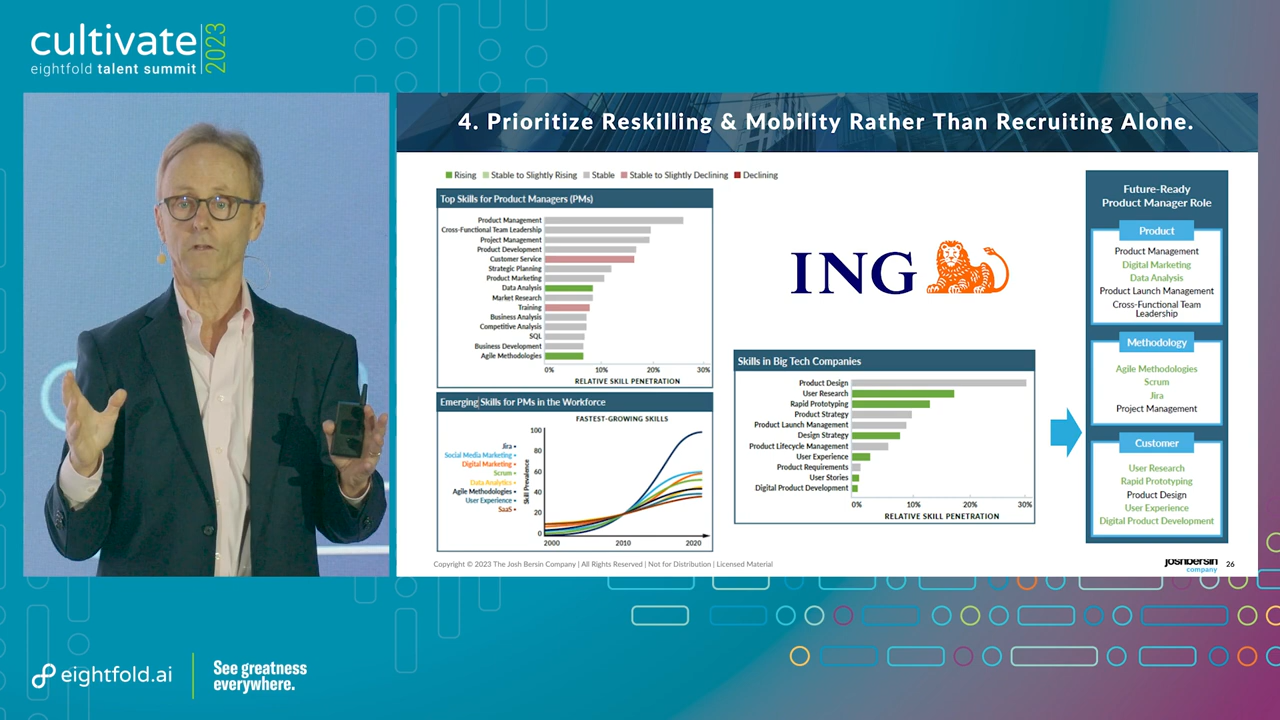 cultivate 2023
eightfold talent summit
4. Prioritize Reskilling & Mobility Rather Than Recruiting Alone.
Rising Stable to Slightly Rising Stable Stable to Slightly Declining Declining
Top Skills for Product Managers (PMs)
Product Management
Cross-Functional Team Leadership
Project Management
Product Development
Customer Service
Strategic Planning
Product Marketing
Data Analysis
Market Research
Training
Business Analysis
Competitive Analysis
SQL
Business Development
Agile Methodologies
0% 10% 20% 30%
RELATIVE SKILL PENETRATION
Emerging Skills for PMs in the Workforce
FASTEST-GROWING SKILLS
Jira
Social Media Marketing
Digital Marketing
Scrum
Data Analytics
Agile Methodologies
User Experience
SaaS
Skill Prevalence
100
80
60
40
20
0
2000 2010 2020
ING
Skills in Big Tech Companies
Product Design
User Research
Rapid Prototyping
Product Strategy
Product Launch Management
Design Strategy
Product Lifecycle Management
User Experience
Product Requirements
User Stories
Digital Product Development
0% 10% 20% 30%
RELATIVE SKILL PENETRATION
Future-Ready
Product Manager Role
Product
Product Management
Digital Marketing
Data Analysis
Product Launch Management
Cross-Functional Team
Leadership
Methodology
Agile Methodologies
Scrum
Jira
Project Management
Customer
User Research
Rapid Prototyping
Product Design
User Experience
Digital Product Development
Copyright © 2023 The Josh Bersin Company | All Rights Reserved | Not for Distribution | Licensed Material
joshbersin
company
26
eightfold.ai
See greatness
everywhere.